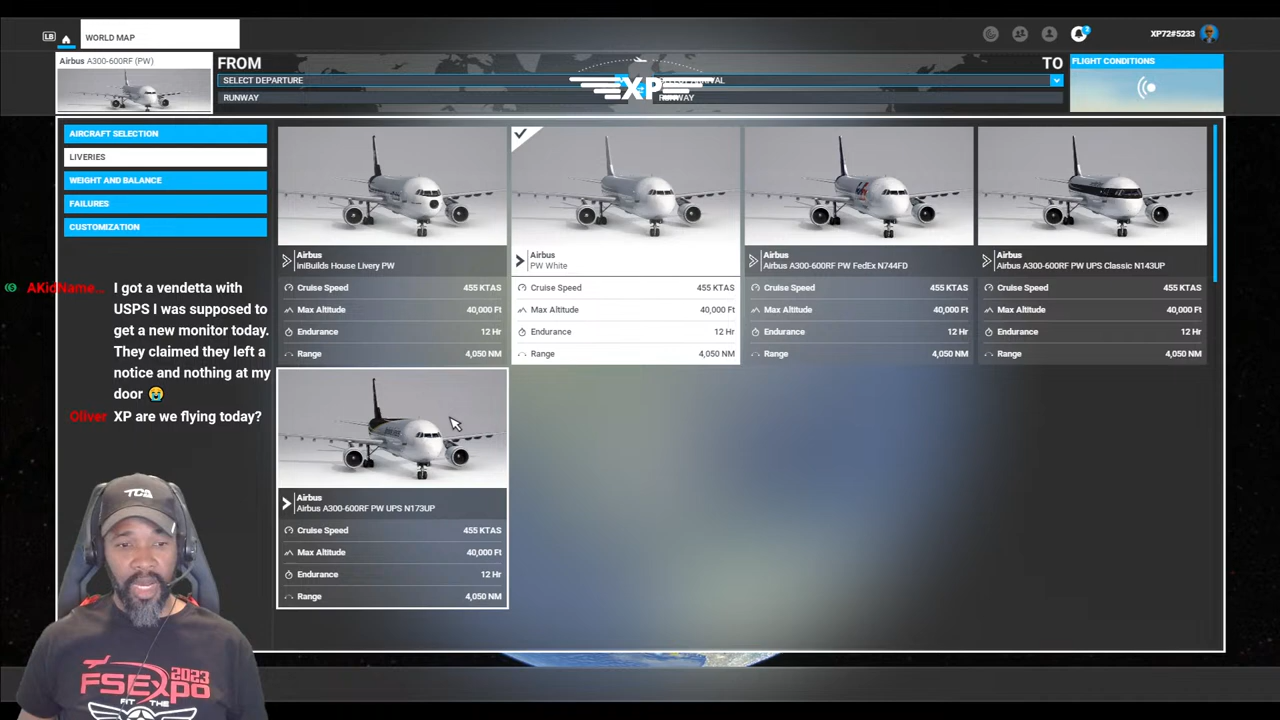 LB
WORLD MAP
2
XP72#5233
Airbus A300-600RF (PW)
FROM
TO
SELECT DEPARTURE
RUNWAY
RUNWAY
XP
FLIGHT CONDITIONS
AIRCRAFT SELECTION
LIVERIES
WEIGHT AND BALANCE
FAILURES
CUSTOMIZATION
Airbus
iniBuilds House Livery PW
Cruise Speed 455 KTAS
Max Altitude 40,000 Ft
Endurance 12 Hr
Range 4,050 NM
Airbus
PW White
Cruise Speed 455 KTAS
Max Altitude 40,000 Ft
Endurance 12 Hr
Range 4,050 NM
Airbus
Airbus A300-600RF PW FedEx N744FD
Cruise Speed 455 KTAS
Max Altitude 40,000 Ft
Endurance 12 Hr
Range 4,050 NM
Airbus
Airbus A300-600RF PW UPS Classic N143UP
Cruise Speed 455 KTAS
Max Altitude 40,000 Ft
Endurance 12 Hr
Range 4,050 NM
Airbus
Airbus A300-600RF PW UPS N173UP
Cruise Speed 455 KTAS
Max Altitude 40,000 Ft
Endurance 12 Hr
Range 4,050 NM
AKidName... I got a vendetta with
USPS I was supposed to
get a new monitor today.
They claimed they left a
notice and nothing at my
door 😭
Oliver XP are we flying today?
TCA
2023
FSEXPO
FIT THE